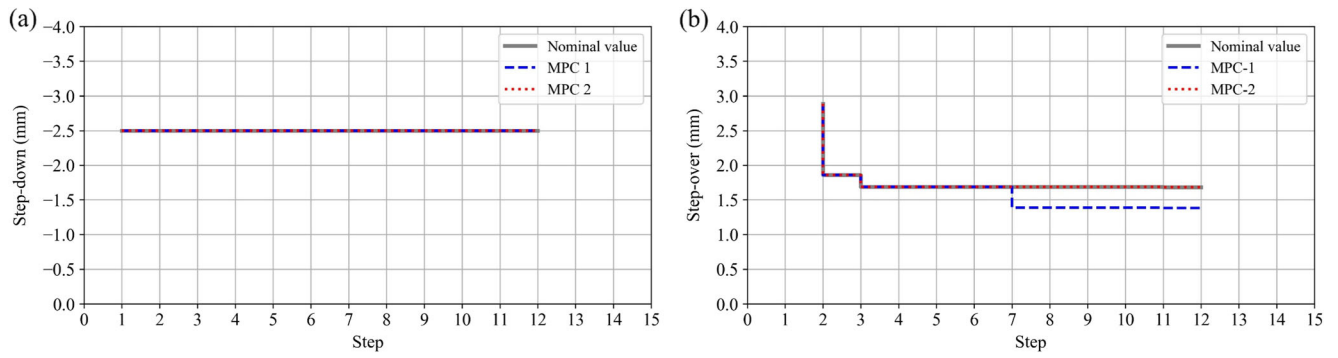 (a)
−4.0
−3.5
−3.0
−2.5
−2.0
−1.5
−1.0
−0.5
0.0
Step-down (mm)
Nominal value
MPC 1
MPC 2
0 1 2 3 4 5 6 7 8 9 10 11 12 13 14 15
Step
(b)
4.0
3.5
3.0
2.5
2.0
1.5
1.0
0.5
0.0
Step-over (mm)
Nominal value
MPC-1
MPC-2
0 1 2 3 4 5 6 7 8 9 10 11 12 13 14 15
Step